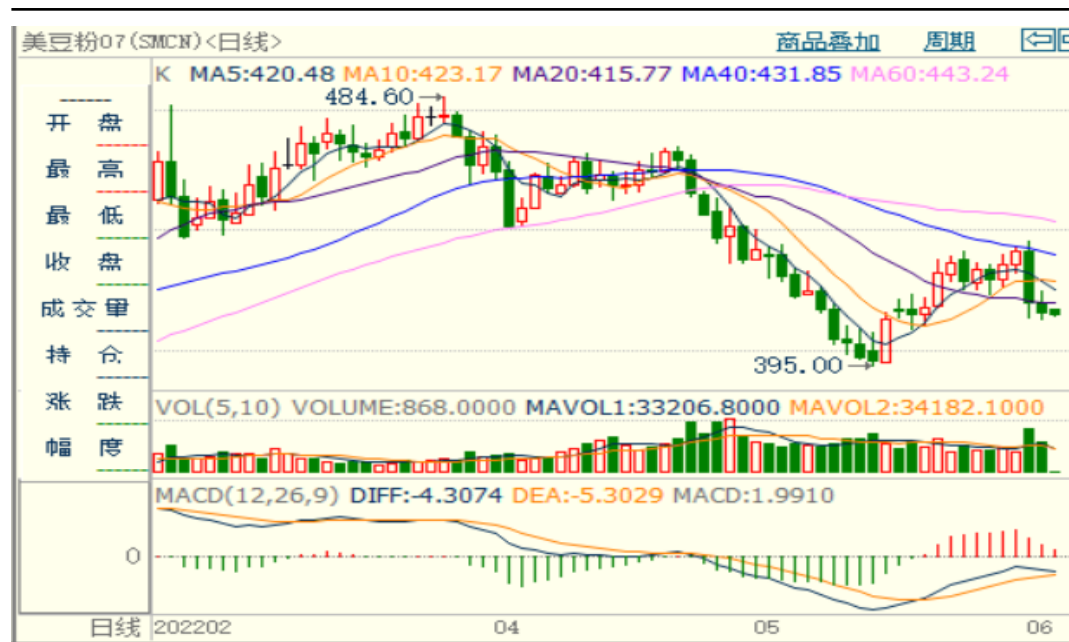 美豆粉07(SMCN)<日线> 商品叠加 周期
K MA5:420.48 MA10:423.17 MA20:415.77 MA40:431.85 MA60:443.24
484.60
开 盘
最 高
最 低
收 盘
成交量
持 仓
395.00
涨 跌
VOL(5,10) VOLUME:868.0000 MAVOL1:33206.8000 MAVOL2:34182.1000
幅 度
MACD(12,26,9) DIFF:-4.3074 DEA:-5.3029 MACD:1.9910
0
日线 202202 04 05 06